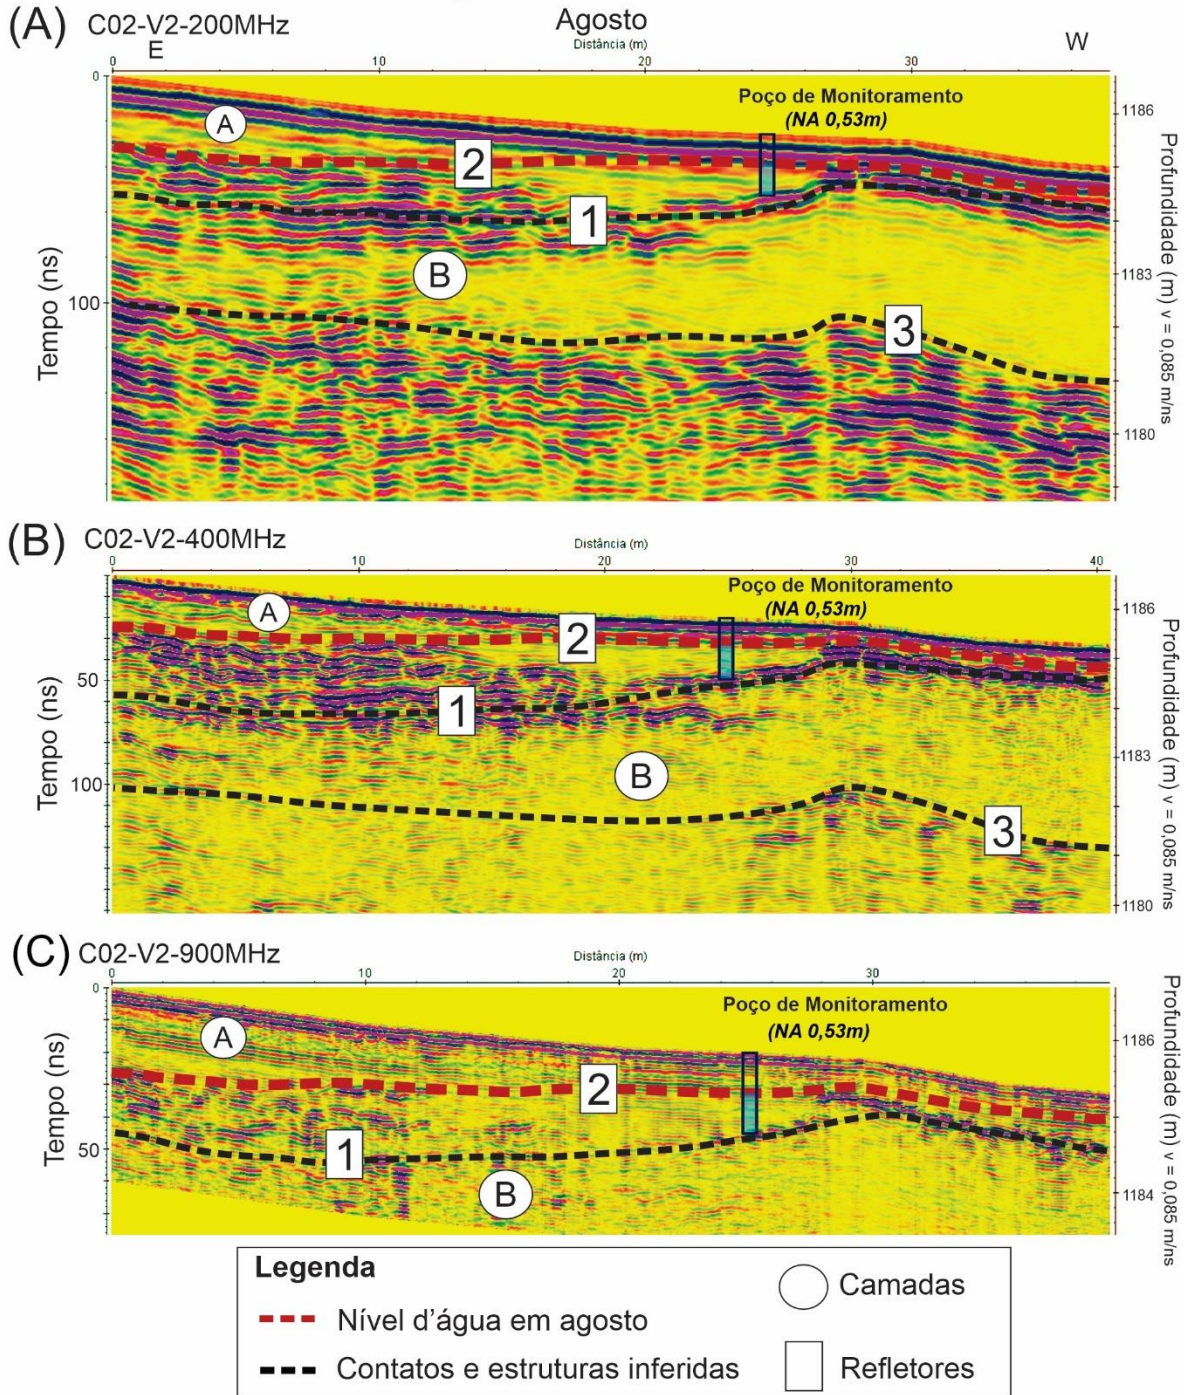 (A) C02-V2-200MHz
Agosto
Distância (m)
E
W
0 10 20 30
0
100
Tempo (ns)
Poço de Monitoramento
(NA 0,53m)
A
2
1
B
3
1186
1183
1180
Profundidade (m) v = 0,085 m/ns
(B) C02-V2-400MHz
Distância (m)
0 10 20 30 40
50
100
Tempo (ns)
Poço de Monitoramento
(NA 0,53m)
A
2
1
B
3
1186
1183
1180
Profundidade (m) v = 0,085 m/ns
(C) C02-V2-900MHz
Distância (m)
0 10 20 30
0
50
Tempo (ns)
Poço de Monitoramento
(NA 0,53m)
A
2
1
B
1186
1184
Profundidade (m) v = 0,085 m/ns
Legenda
Nível d'água em agosto
Contatos e estruturas inferidas
Camadas
Refletores